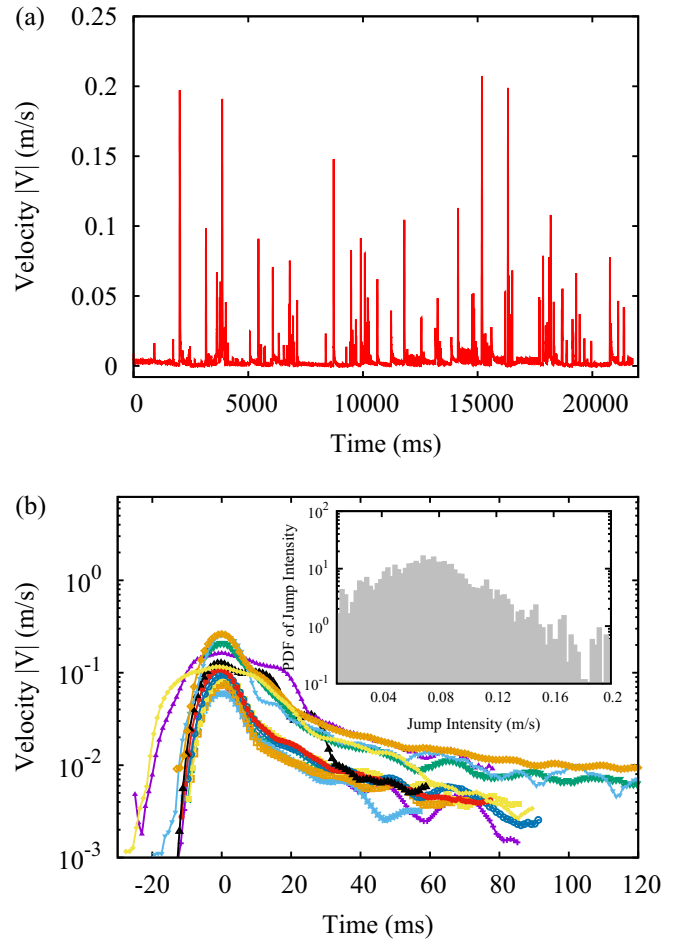 (a)
0.25
0.2
0.15
0.1
0.05
0
Velocity |V| (m/s)
0 5000 10000 15000 20000
Time (ms)
(b)
10^0
10^-1
10^-2
10^-3
Velocity |V| (m/s)
10^2
10^1
10^0
10^-1
PDF of Jump Intensity
0.04 0.08 0.12 0.16 0.2
Jump Intensity (m/s)
-20 0 20 40 60 80 100 120
Time (ms)